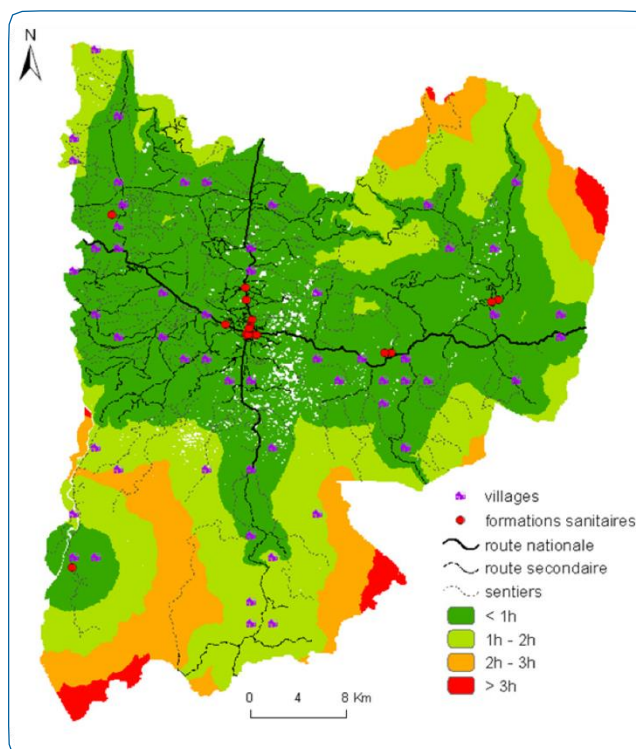 N
villages
formations sanitaires
route nationale
route secondaire
sentiers
< 1h
1h - 2h
2h - 3h
> 3h
0 4 8 Km